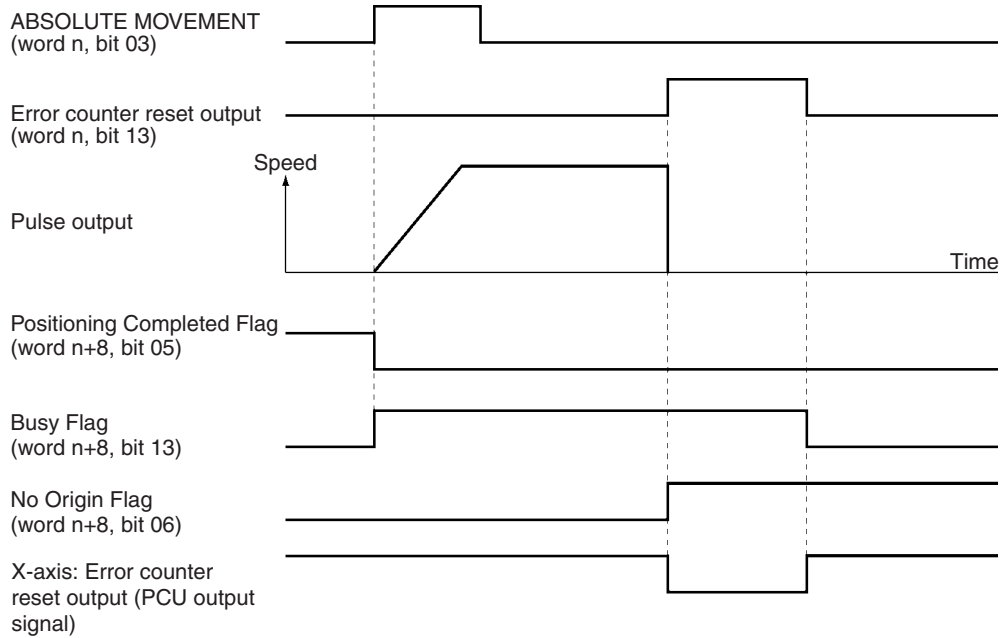 ABSOLUTE MOVEMENT
(word n, bit 03)
Error counter reset output
(word n, bit 13)
Speed
Pulse output
Time
Positioning Completed Flag
(word n+8, bit 05)
Busy Flag
(word n+8, bit 13)
No Origin Flag
(word n+8, bit 06)
X-axis: Error counter
reset output (PCU output
signal)